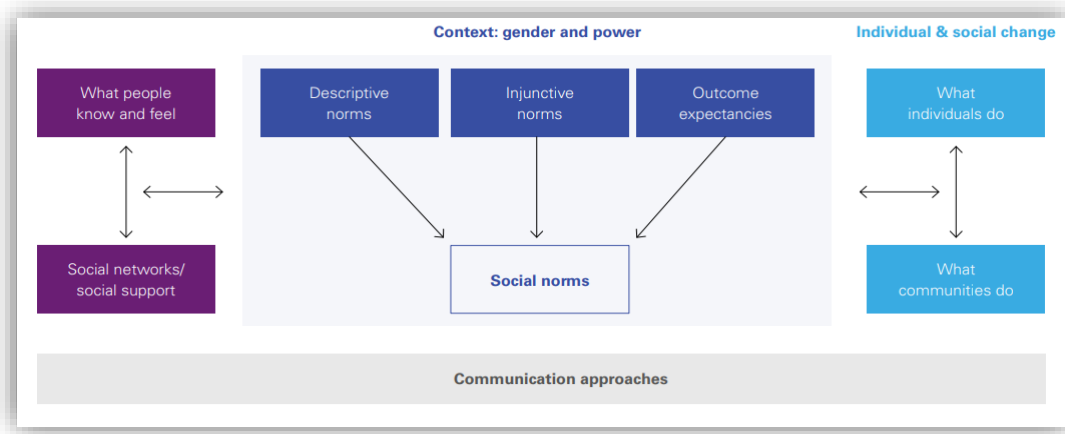 Context: gender and power
Individual & social change
What people
know and feel
Descriptive
norms
Injunctive
norms
Outcome
expectancies
What
individuals do
Social networks/
social support
Social norms
What
communities do
Communication approaches